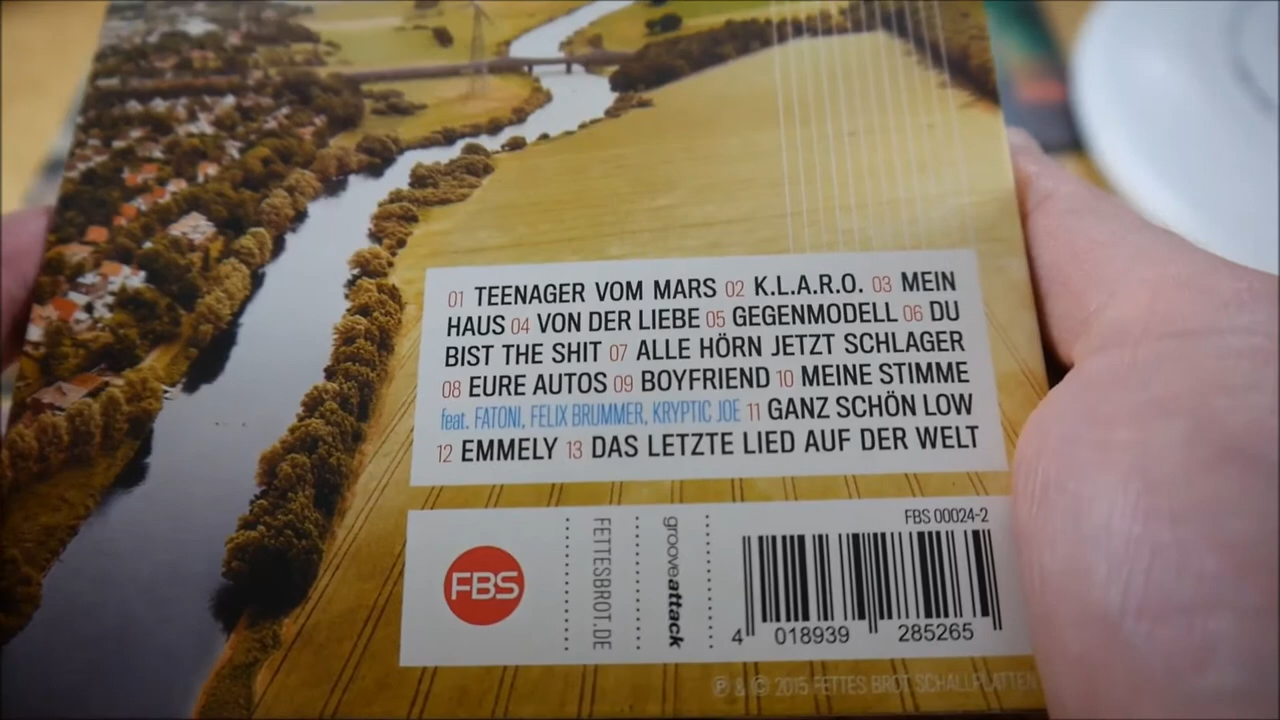 01 TEENAGER VOM MARS 02 K.L.A.R.O. 03 MEIN
HAUS 04 VON DER LIEBE 05 GEGENMODELL 06 DU
BIST THE SHIT 07 ALLE HÖRN JETZT SCHLAGER
08 EURE AUTOS 09 BOYFRIEND 10 MEINE STIMME
feat. FATONI, FELIX BRUMMER, KRYPTIC JOE 11 GANZ SCHÖN LOW
12 EMMELY 13 DAS LETZTE LIED AUF DER WELT
FBS
FETTESBROT.DE
grooveattack
FBS 00024-2
4 018939 285265
℗ & © 2015 FETTES BROT SCHALLPLATTEN